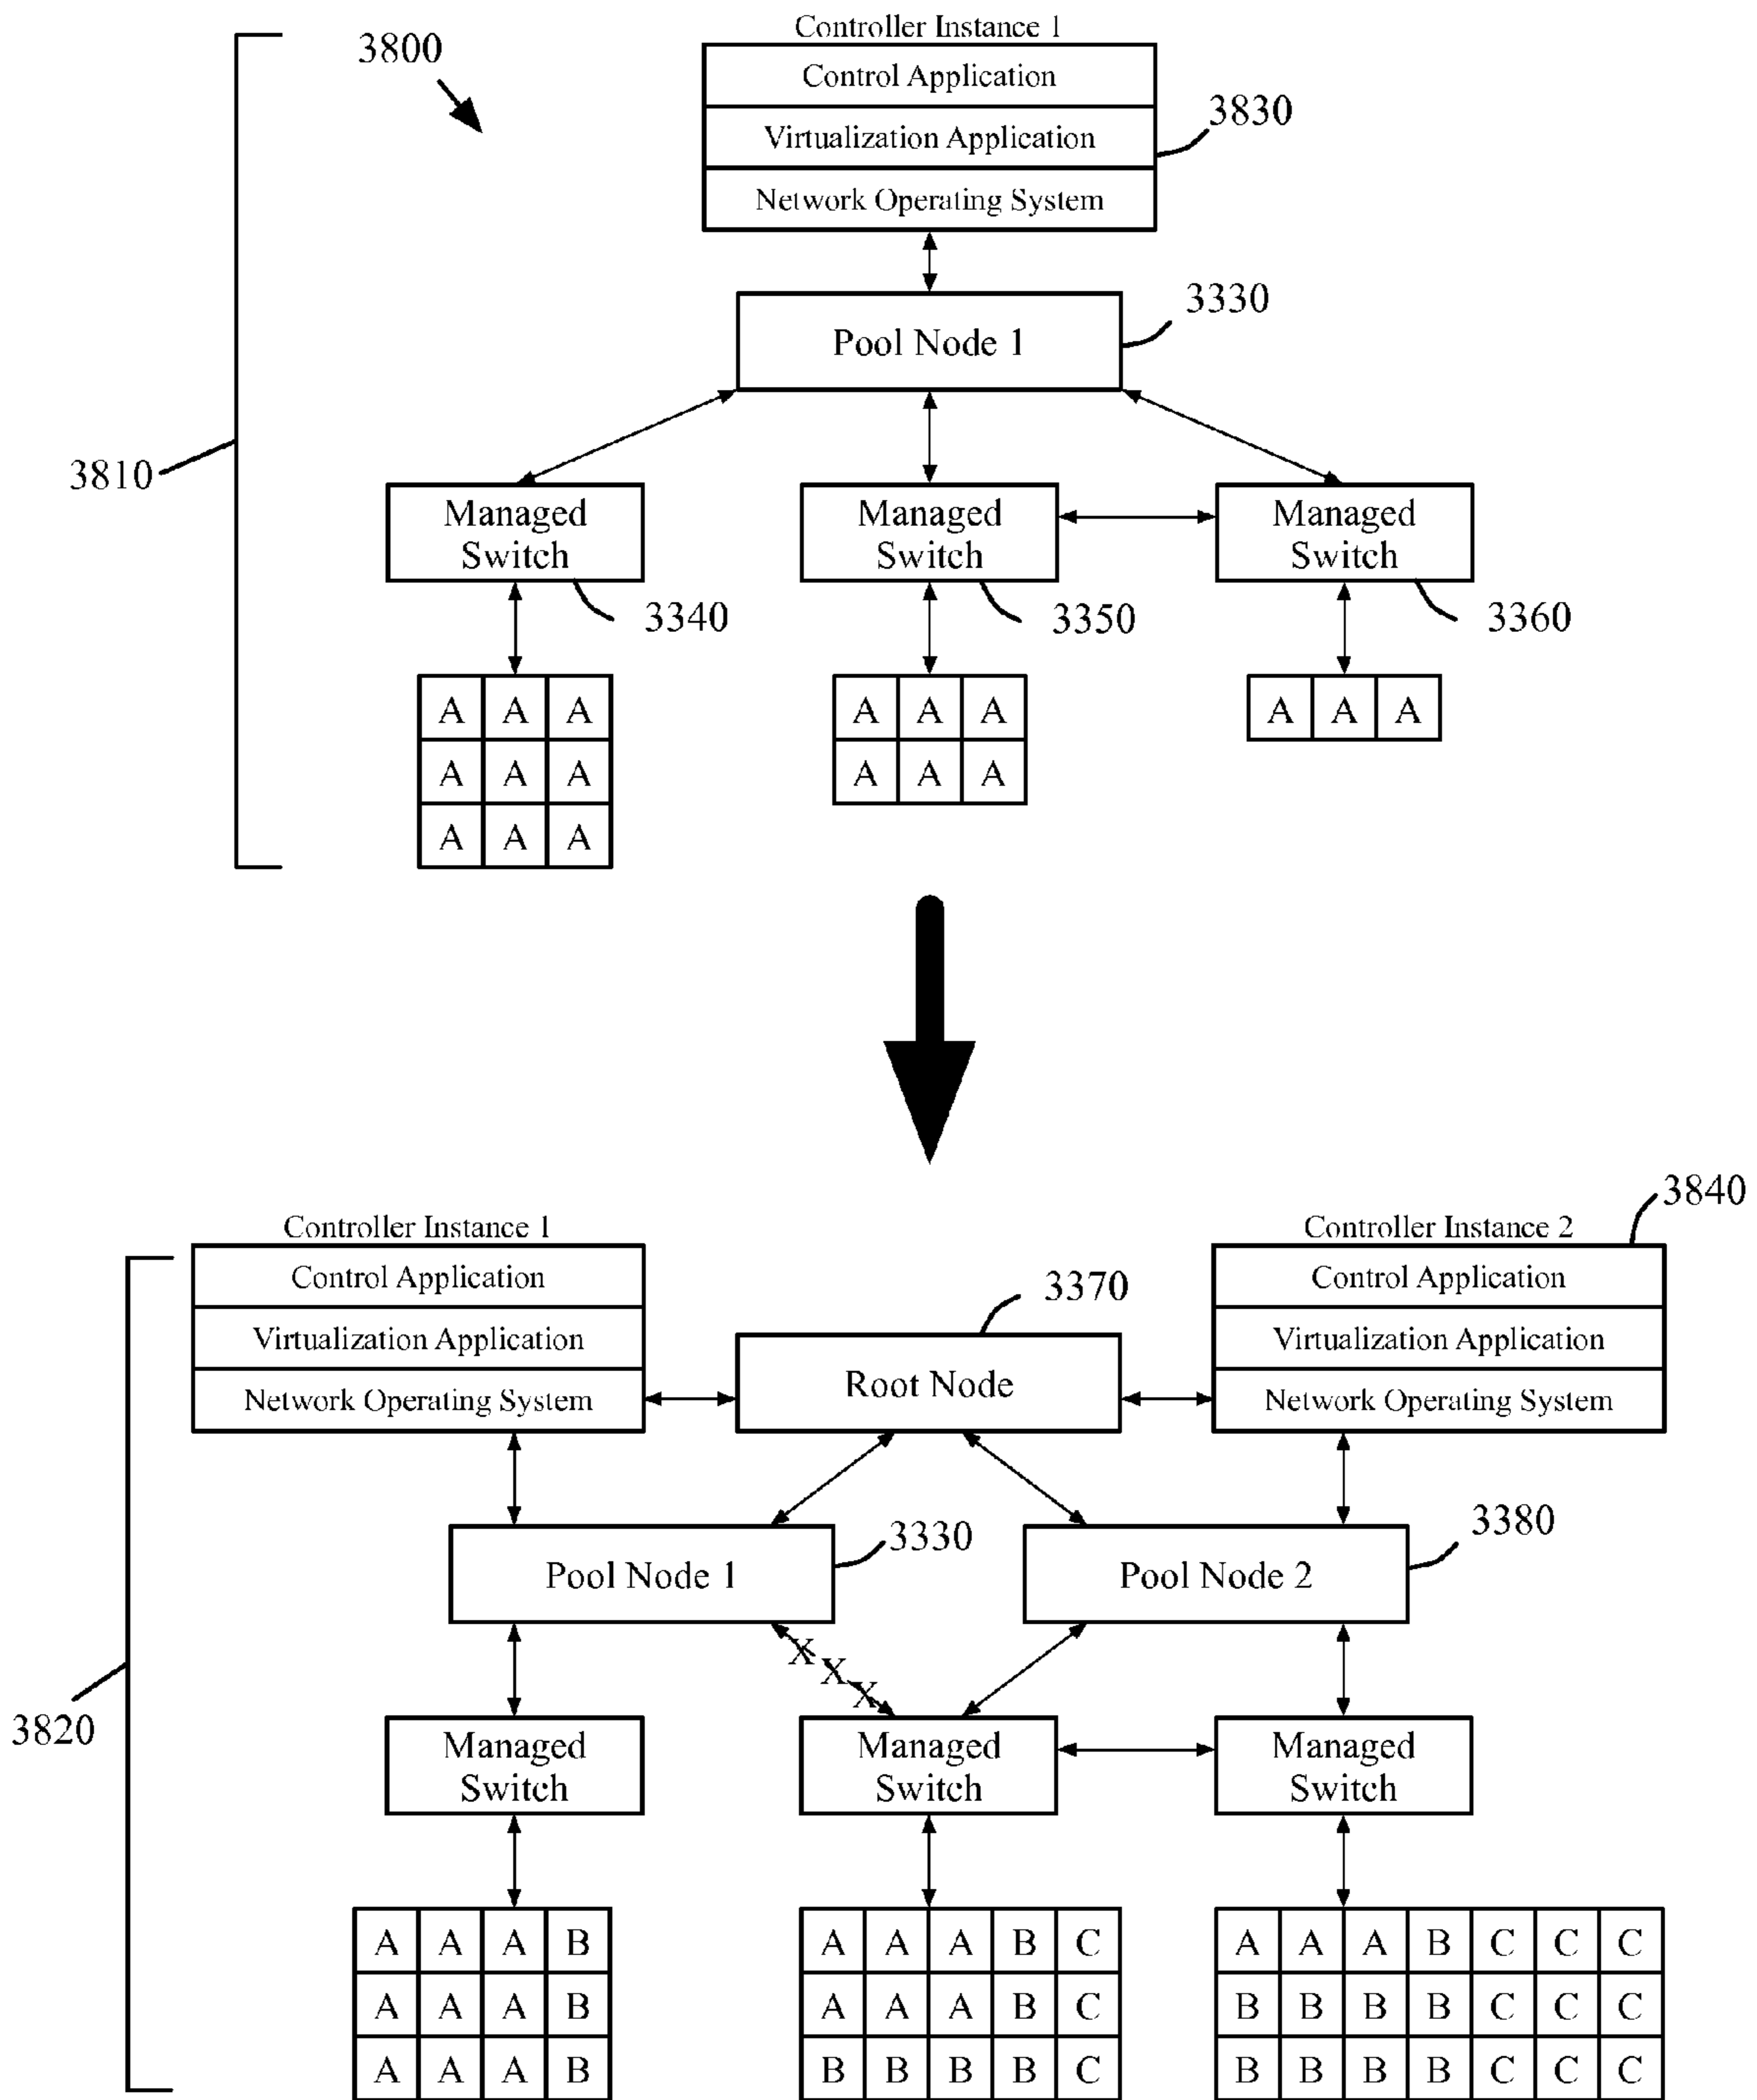 3800
Controller Instance 1
Control Application
Virtualization Application
Network Operating System
3830
Pool Node 1
3330
3810
Managed
Switch
Managed
Switch
Managed
Switch
3340
3350
3360
A A A
A A A
A A A
A A A
A A A
A A A
3840
Controller Instance 1
Controller Instance 2
Control Application
Virtualization Application
Network Operating System
3370
Root Node
Control Application
Virtualization Application
Network Operating System
Pool Node 1
3330
Pool Node 2
3380
X
X
X
3820
Managed
Switch
Managed
Switch
Managed
Switch
A A A B
A A A B
A A A B
A A A B C
A A A B C
B B B B C
A A A B C C C
B B B B C C C
B B B B C C C